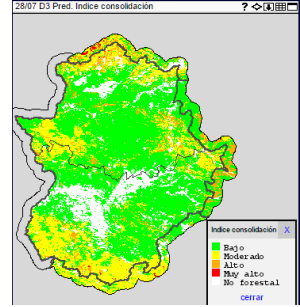 28/07 D3 Pred. Indice consolidación ?
Indice consolidación X
Bajo
Moderado
Alto
Muy alto
No forestal
cerrar